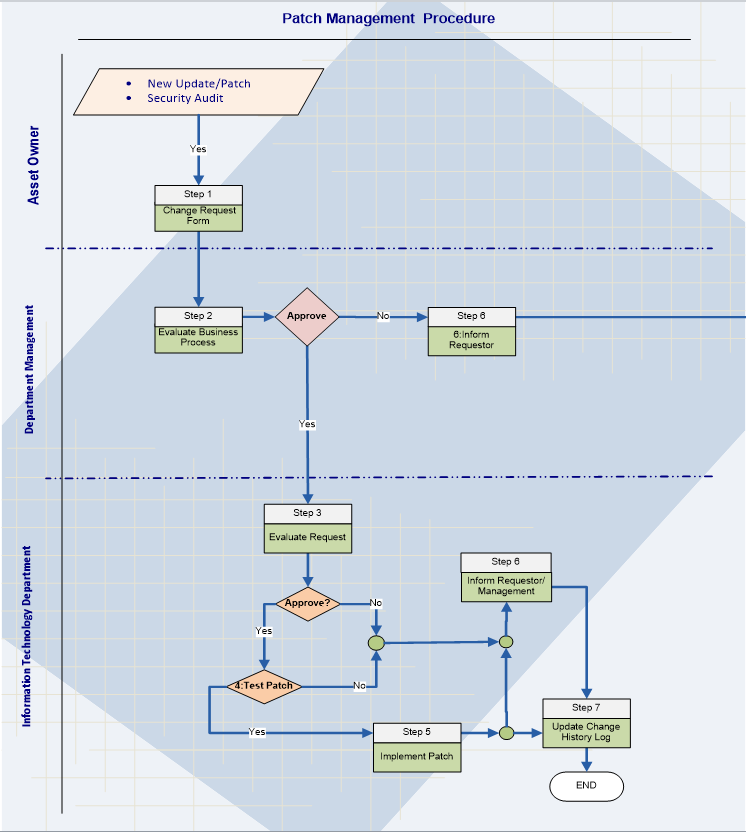 Patch Management  Procedure
Asset Owner
• New Update/Patch
• Security Audit
Yes
Step 1
Change Request
Form
Department Management
Step 2
Evaluate Business
Process
Approve
No
Step 6
6:Inform
Requestor
Yes
Information Technology Department
Step 3
Evaluate Request
Approve?
No
Yes
Step 6
Inform Requestor/
Management
4:Test Patch
No
Yes
Step 5
Implement Patch
Step 7
Update Change
History Log
END